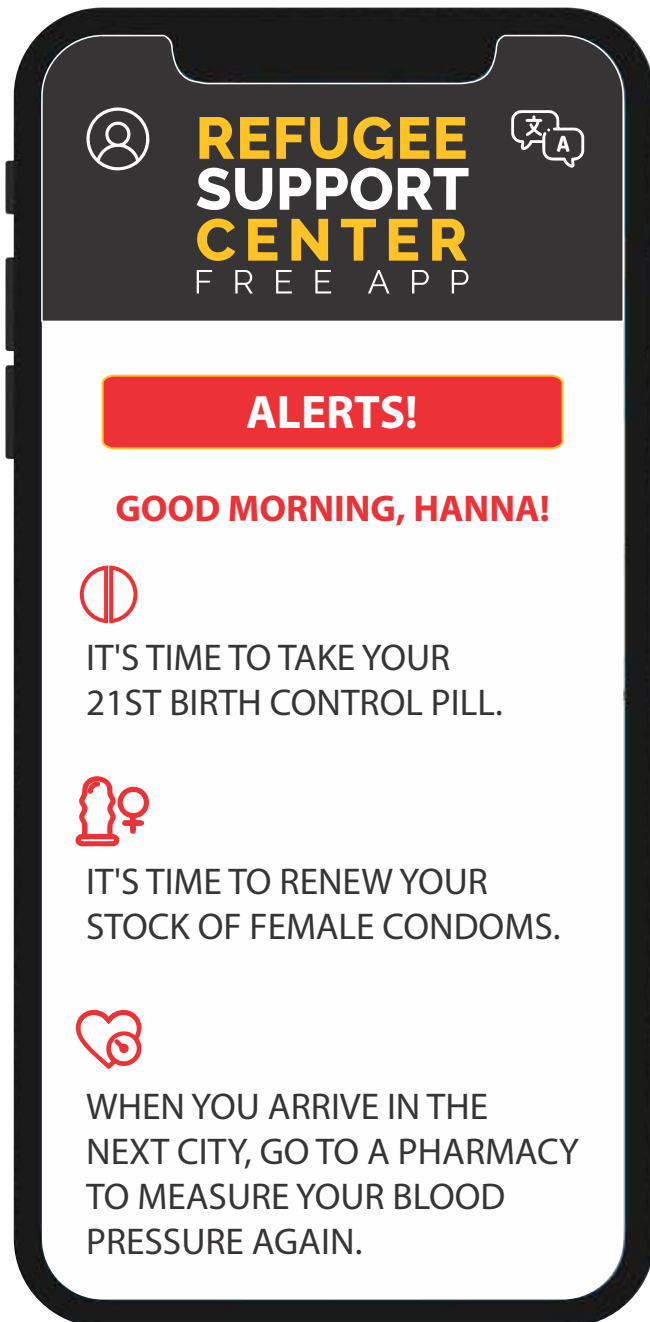 文
A
REFUGEE
SUPPORT
CENTER
FREE APP
ALERTS!
GOOD MORNING, HANNA!
IT'S TIME TO TAKE YOUR
21ST BIRTH CONTROL PILL.
IT'S TIME TO RENEW YOUR
STOCK OF FEMALE CONDOMS.
WHEN YOU ARRIVE IN THE
NEXT CITY, GO TO A PHARMACY
TO MEASURE YOUR BLOOD
PRESSURE AGAIN.